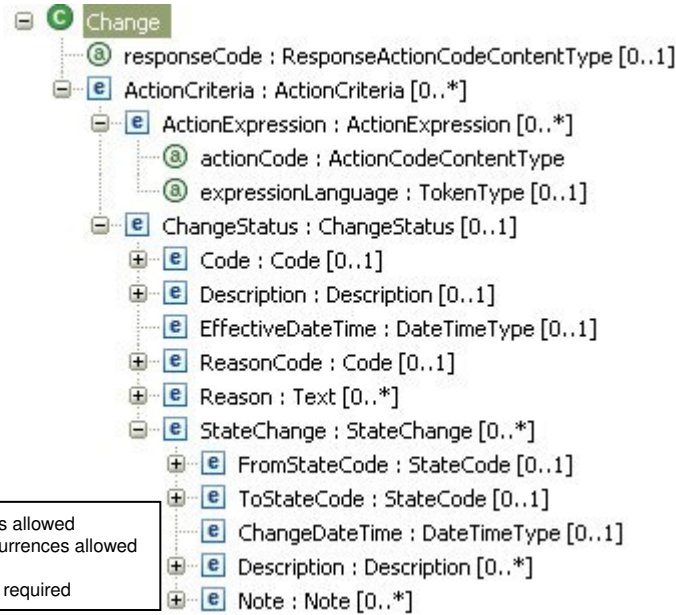 C Change
a responseCode : ResponseActionCodeContentType [0..1]
e ActionCriteria : ActionCriteria [0..*]
e ActionExpression : ActionExpression [0..*]
a actionCode : ActionCodeContentType
a expressionLanguage : TokenType [0..1]
e ChangeStatus : ChangeStatus [0..1]
e Code : Code [0..1]
e Description : Description [0..1]
e EffectiveDateTime : DateTimeType [0..1]
e ReasonCode : Code [0..1]
e Reason : Text [0..*]
e StateChange : StateChange [0..*]
e FromStateCode : StateCode [0..1]
e ToStateCode : StateCode [0..1]
e ChangeDateTime : DateTimeType [0..1]
e Description : Description [0..*]
e Note : Note [0..*]
allowed
allowed
required